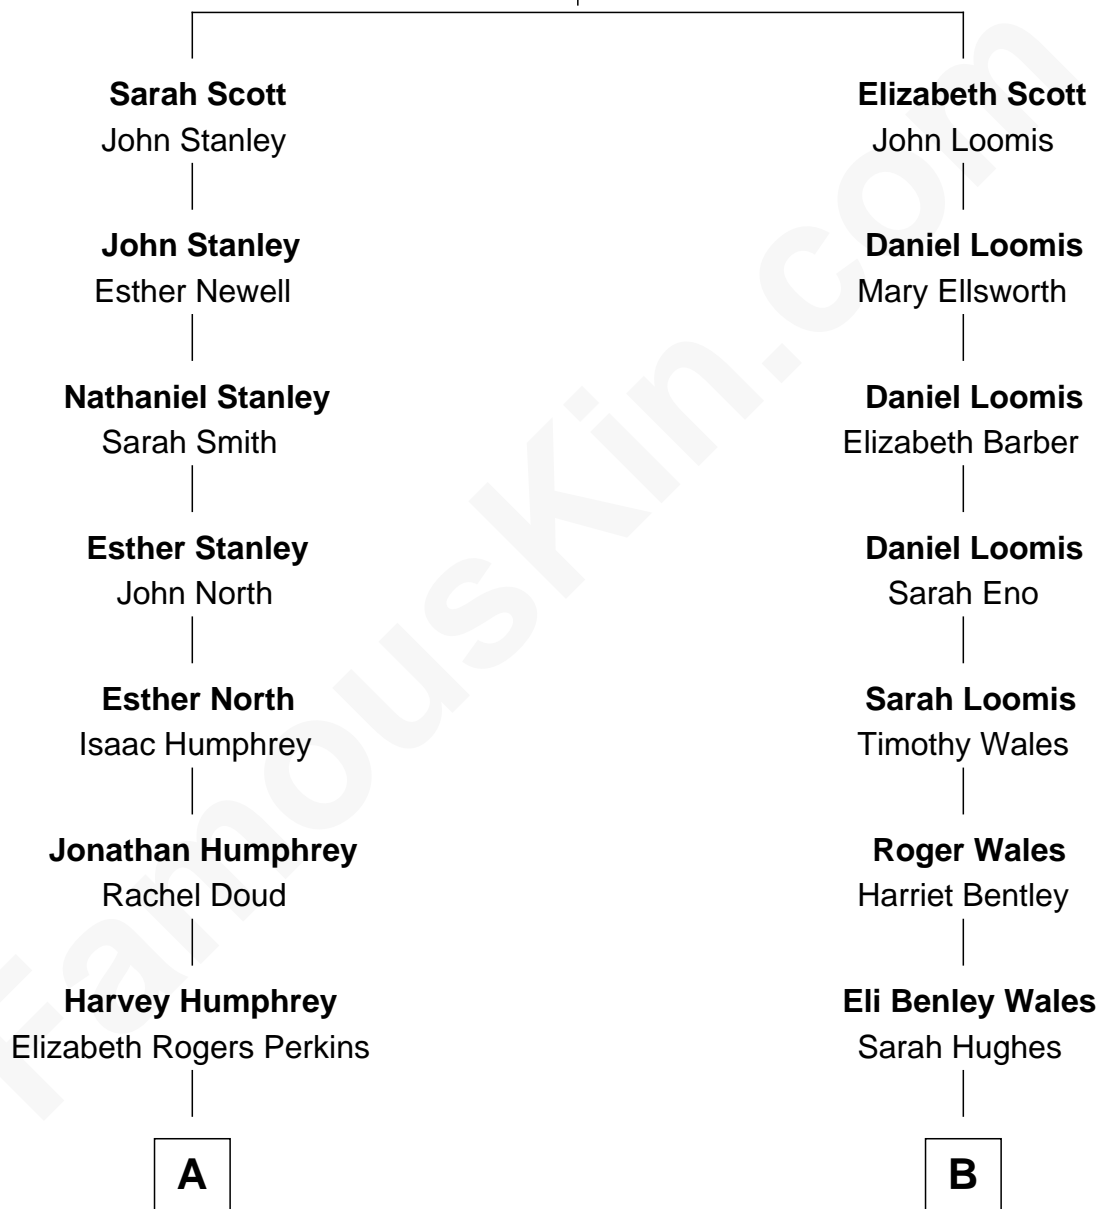 Sarah Scott
John Stanley
John Stanley
Esther Newell
Nathaniel Stanley
Sarah Smith
Esther Stanley
John North
Esther North
Isaac Humphrey
Jonathan Humphrey
Rachel Doud
Harvey Humphrey
Elizabeth Rogers Perkins
A
Elizabeth Scott
John Loomis
Daniel Loomis
Mary Ellsworth
Daniel Loomis
Elizabeth Barber
Daniel Loomis
Sarah Eno
Sarah Loomis
Timothy Wales
Roger Wales
Harriet Bentley
Eli Benley Wales
Sarah Hughes
B
FamousKin.com